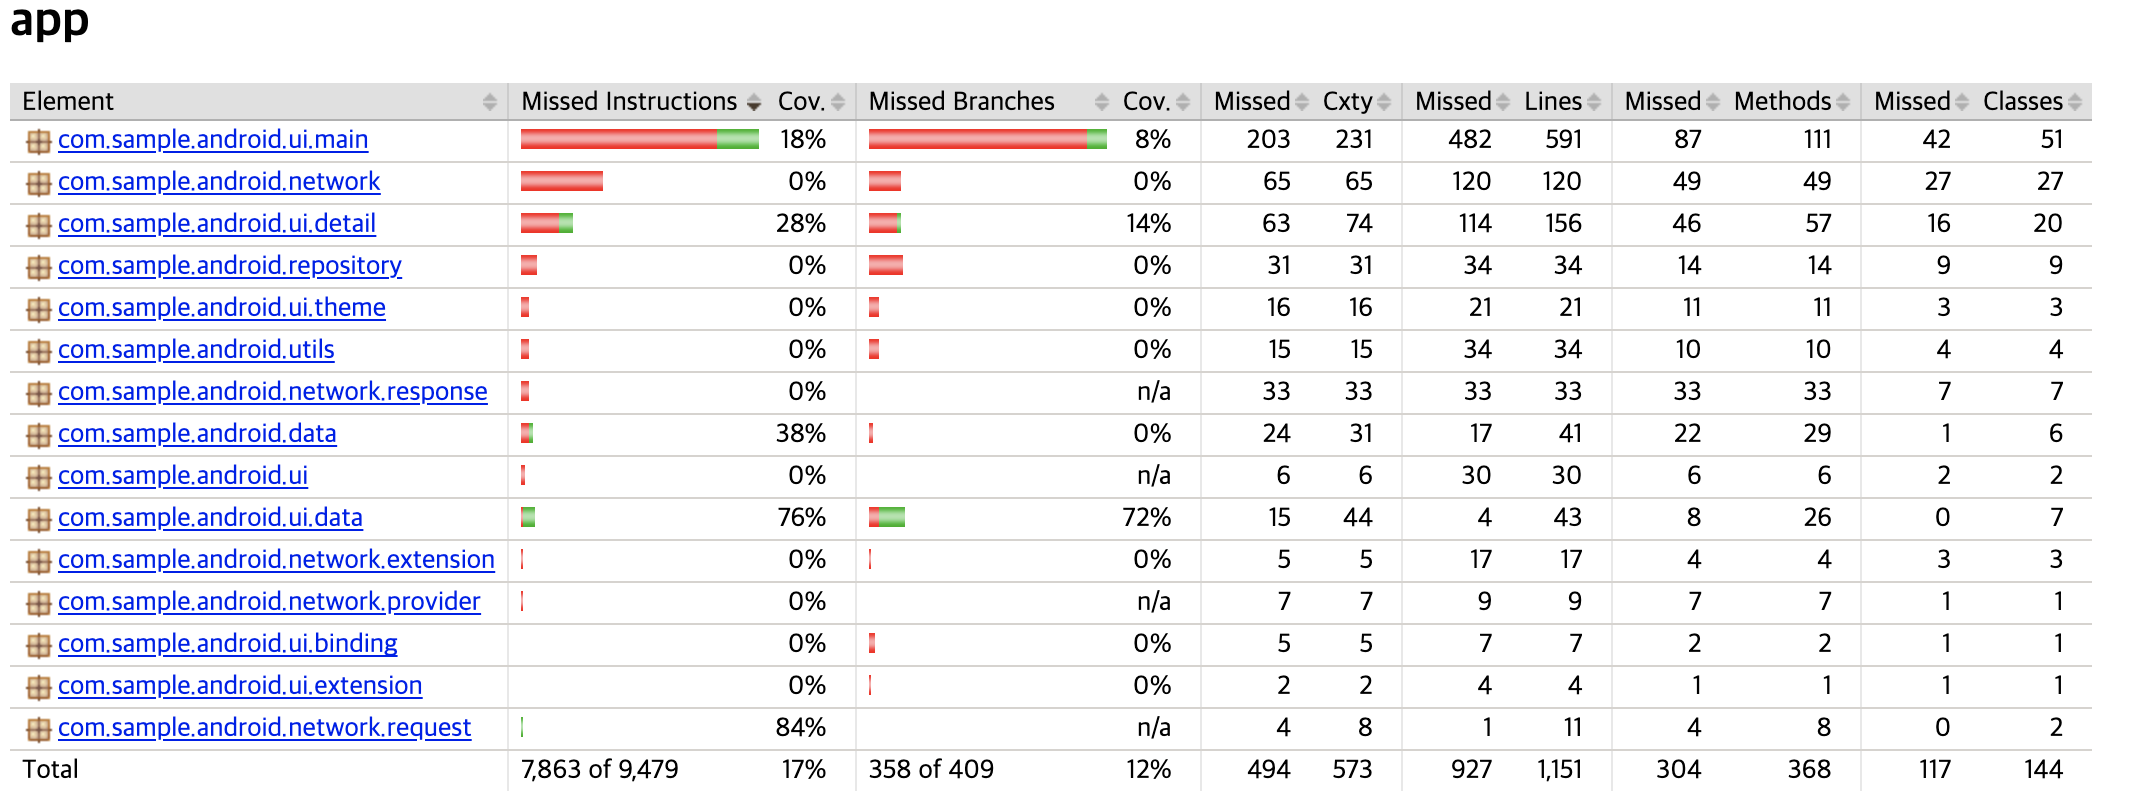 app
Element Missed Instructions Cov. Missed Branches Cov. Missed Cxty Missed Lines Missed Methods Missed Classes
com.sample.android.ui.main 18% 8% 203 231 482 591 87 111 42 51
com.sample.android.network 0% 0% 65 65 120 120 49 49 27 27
com.sample.android.ui.detail 28% 14% 63 74 114 156 46 57 16 20
com.sample.android.repository 0% 0% 31 31 34 34 14 14 9 9
com.sample.android.ui.theme 0% 0% 16 16 21 21 11 11 3 3
com.sample.android.utils 0% 0% 15 15 34 34 10 10 4 4
com.sample.android.network.response 0% n/a 33 33 33 33 33 33 7 7
com.sample.android.data 38% 0% 24 31 17 41 22 29 1 6
com.sample.android.ui 0% n/a 6 6 30 30 6 6 2 2
com.sample.android.ui.data 76% 72% 15 44 4 43 8 26 0 7
com.sample.android.network.extension 0% 0% 5 5 17 17 4 4 3 3
com.sample.android.network.provider 0% n/a 7 7 9 9 7 7 1 1
com.sample.android.ui.binding 0% 0% 5 5 7 7 2 2 1 1
com.sample.android.ui.extension 0% 0% 2 2 4 4 1 1 1 1
com.sample.android.network.request 84% n/a 4 8 1 11 4 8 0 2
Total 7,863 of 9,479 17% 358 of 409 12% 494 573 927 1,151 304 368 117 144